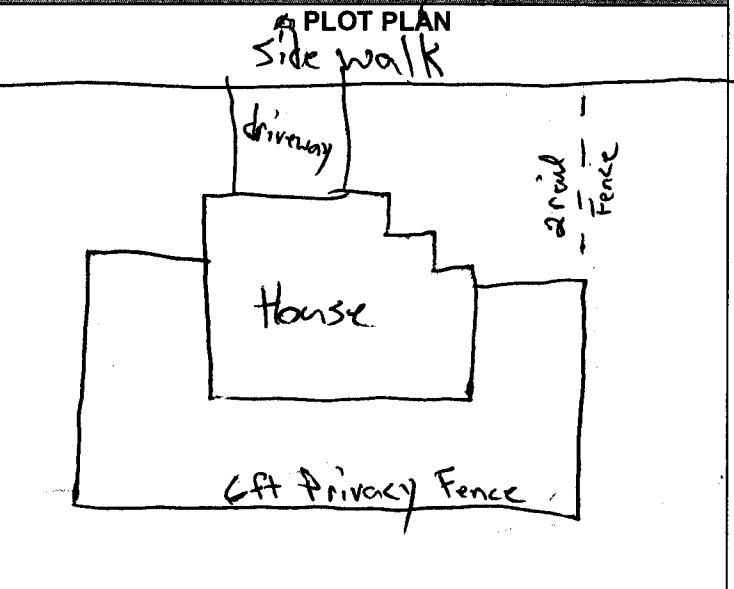 PLOT PLAN
Side walk
driveway
2 rail
Fence
House
6ft Privacy Fence